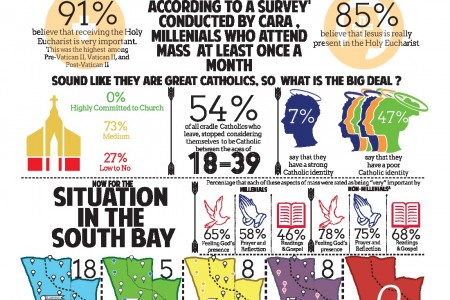 91%
believe that receiving the Holy
Eucharist is very important.
This was the highest among
Pre-Vatican II, Vatican II, and
Post-Vatican II
ACCORDING TO A SURVEY'
CONDUCTED BY CARA ,
MILLENIALS WHO ATTEND
MASS AT LEAST ONCE A
MONTH
85%
believe that Jesus is really
present in the Holy Eucharist
SOUND LIKE THEY ARE GREAT CATHOLICS, SO WHAT IS THE BIG DEAL ?
0%
Highly Committed to Church
73%
Medium
27%
Low to No
54%
of all cradle Catholics who
leave, stopped considering
themselves to be Catholic
between the ages of
18-39
7%
say that they
have a strong
Catholic identity
47%
say that they
have a poor
Catholic identity
NOW FOR THE
SITUATION
IN THE
SOUTH BAY
Percentage that each of these aspects of mass were rated as being "very" important by
MILLENIALS
NON-MILLENIALS
65%
Feeling God's
presence
58%
Prayer and
Reflection
46%
Readings
& Gospel
78%
Feeling God's
presence
75%
Prayer and
Reflection
68%
Readings
& Gospel
18
5
8
8